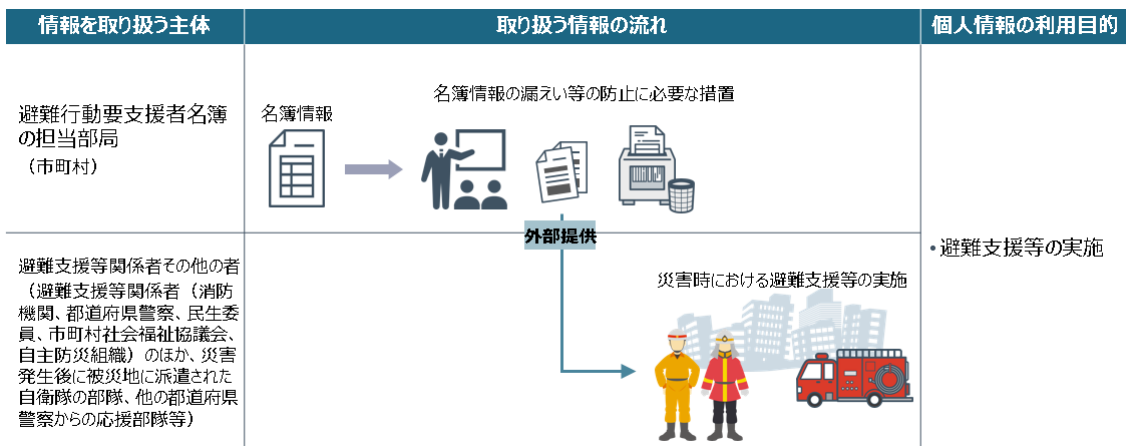 情報を取り扱う主体
取り扱う情報の流れ
個人情報の利用目的
避難行動要支援者名簿
の担当部局
（市町村）
名簿情報
名簿情報の漏えい等の防止に必要な措置
外部提供
・避難支援等の実施
避難支援等関係者その他の者
（避難支援等関係者（消防
機関、都道府県警察、民生委
員、市町村社会福祉協議会、
自主防災組織）のほか、災害
発生後に被災地に派遣された
自衛隊の部隊、他の都道府県
警察からの応援部隊等）
災害時における避難支援等の実施